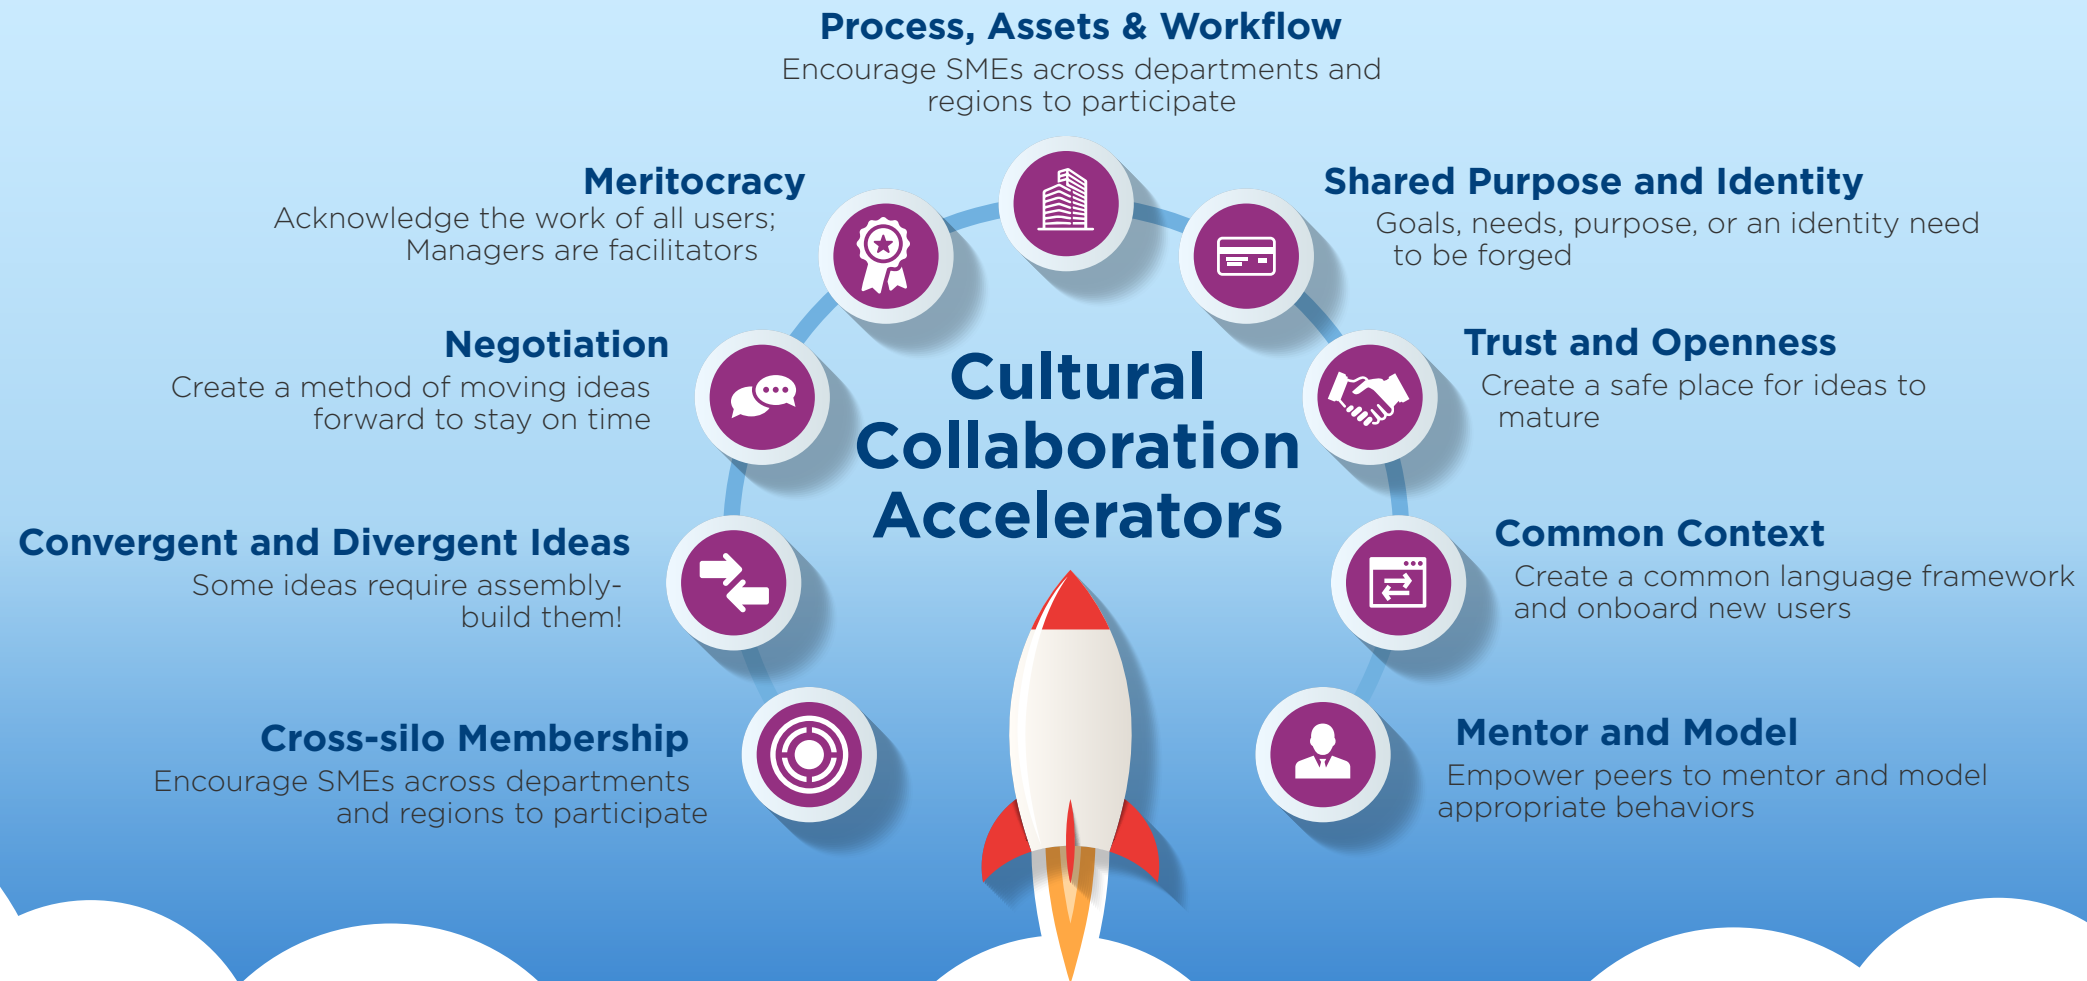 Process, Assets & Workflow
Encourage SMEs across departments and
regions to participate
Meritocracy
Acknowledge the work of all users;
Managers are facilitators
Shared Purpose and Identity
Goals, needs, purpose, or an identity need
to be forged
Negotiation
Create a method of moving ideas
forward to stay on time
Cultural
Collaboration
Accelerators
Trust and Openness
Create a safe place for ideas to
mature
Convergent and Divergent Ideas
Some ideas require assembly-
build them!
Common Context
Create a common language framework
and onboard new users
Cross-silo Membership
Encourage SMEs across departments
and regions to participate
Mentor and Model
Empower peers to mentor and model
appropriate behaviors